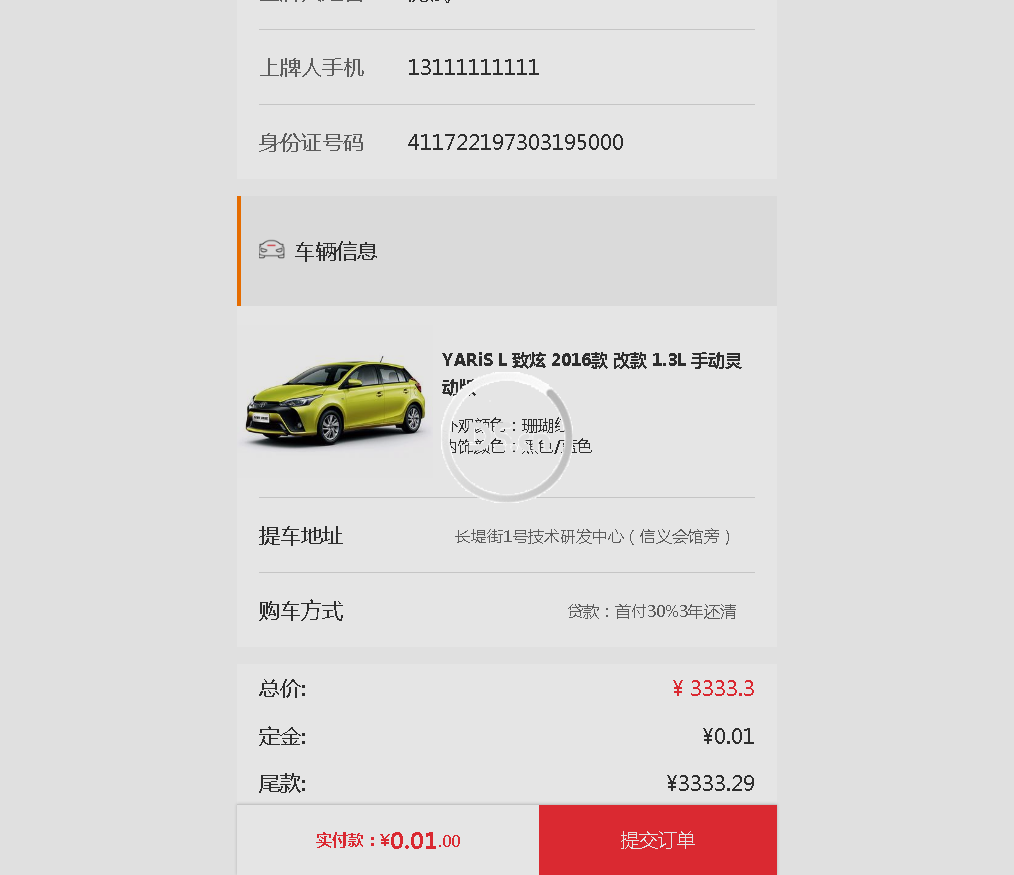 上牌人手机 13111111111
身份证号码 411722197303195000
车辆信息
YARiS L 致炫 2016款 改款 1.3L 手动灵
动版
外观颜色：珊瑚红
内饰颜色：黑色/蓝色
提车地址 长堤街1号技术研发中心（信义会馆旁）
购车方式 贷款：首付30%3年还清
总价: ¥ 3333.3
定金: ¥0.01
尾款: ¥3333.29
实付款：¥0.01.00 提交订单